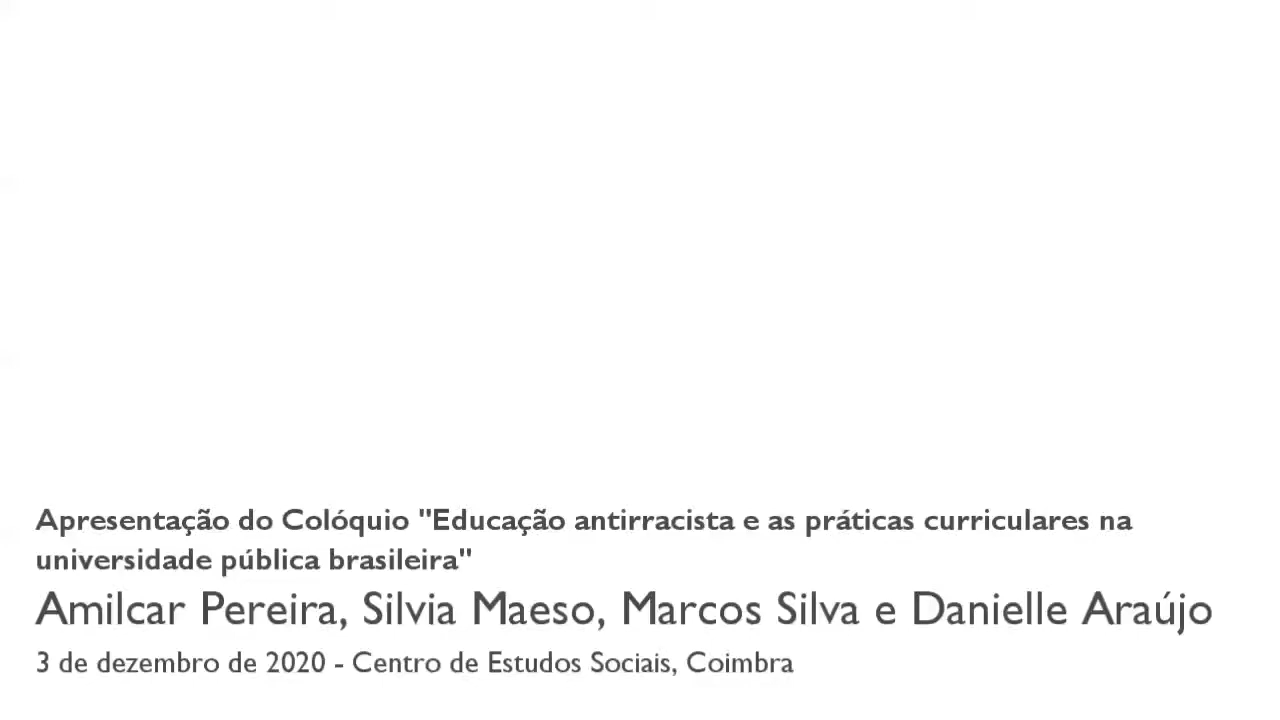 Apresentação do Colóquio "Educação antirracista e as práticas curriculares na
universidade pública brasileira"
Amilcar Pereira, Silvia Maeso, Marcos Silva e Danielle Araújo
3 de dezembro de 2020 - Centro de Estudos Sociais, Coimbra